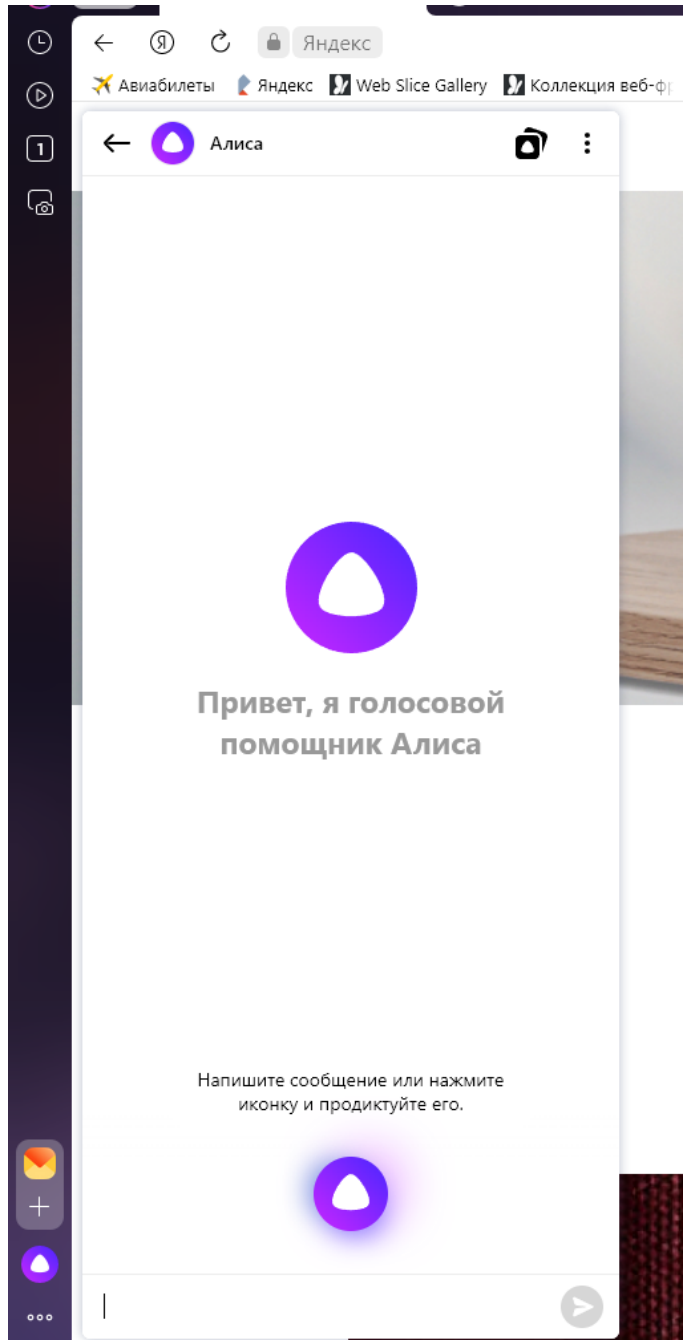 Я
Яндекс
Авиабилеты Яндекс Web Slice Gallery Коллекция веб-
1
Алиса
Привет, я голосовой
помощник Алиса
Напишите сообщение или нажмите
иконку и продиктуйте его.